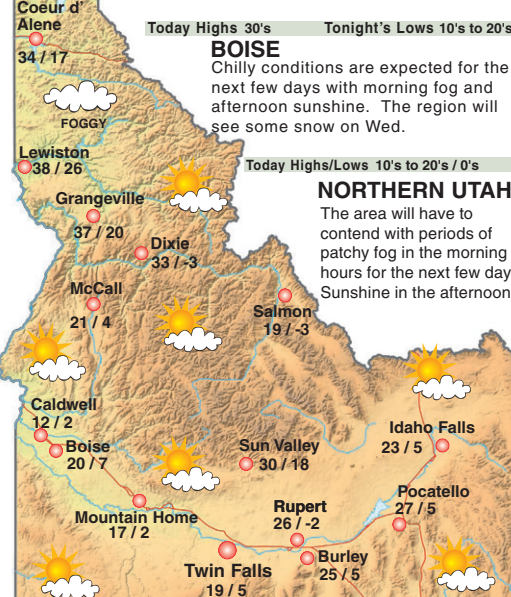 Coeur d'
Alene
34 / 17
Today Highs 30's Tonight's Lows 10's to 20's
BOISE
Chilly conditions are expected for the
next few days with morning fog and
afternoon sunshine. The region will
see some snow on Wed.
FOGGY
Lewiston
38 / 26
Today Highs/Lows 10's to 20's / 0's
NORTHERN UTAH
The area will have to
contend with periods of
patchy fog in the morning
hours for the next few day
Sunshine in the afternoon
Grangeville
37 / 20
Dixie
33 / -3
McCall
21 / 4
Salmon
19 / -3
Caldwell
12 / 2
Boise
20 / 7
Sun Valley
30 / 18
Idaho Falls
23 / 5
Mountain Home
17 / 2
Rupert
26 / -2
Pocatello
27 / 5
Burley
25 / 5
Twin Falls
19 / 5